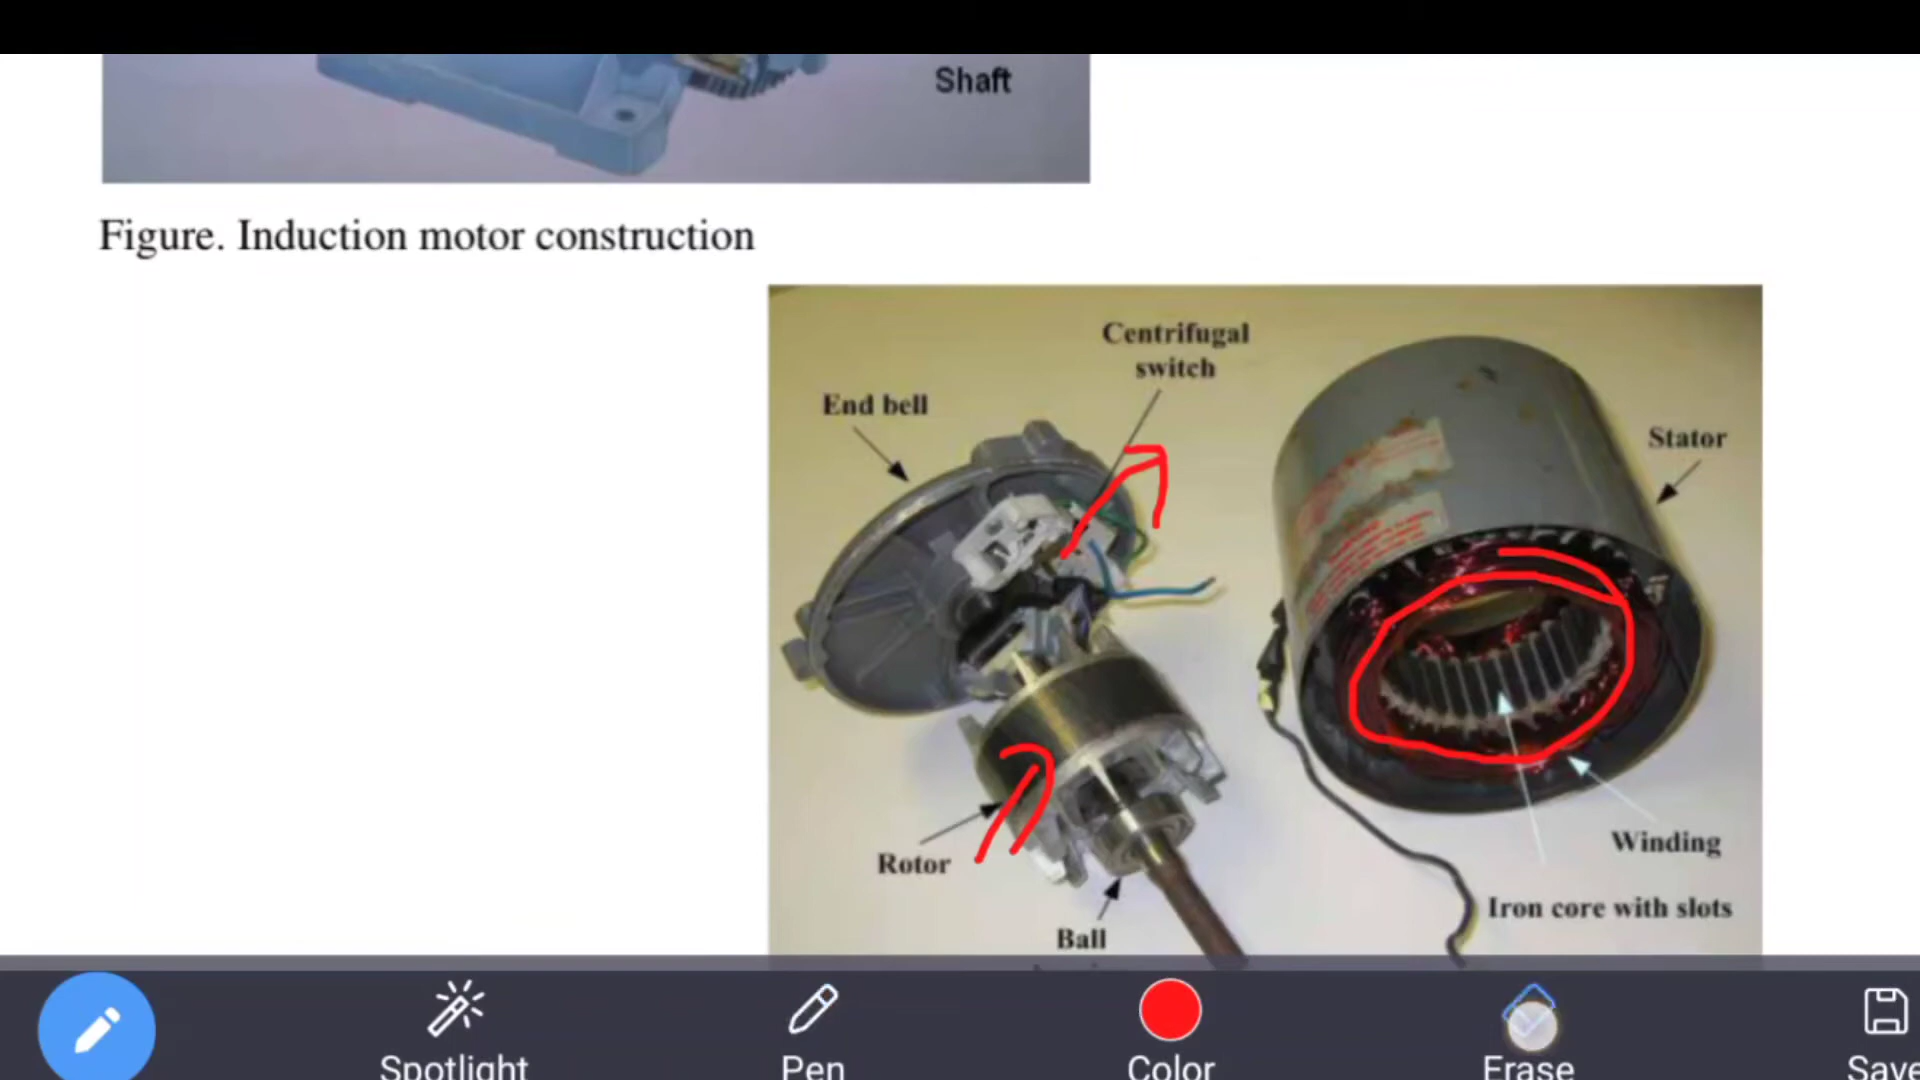 Shaft
Figure. Induction motor construction
Centrifugal
switch
End bell
Stator
Rotor
Winding
Iron core with slots
Ball
Spotlight
Pen
Color
Erase
Save